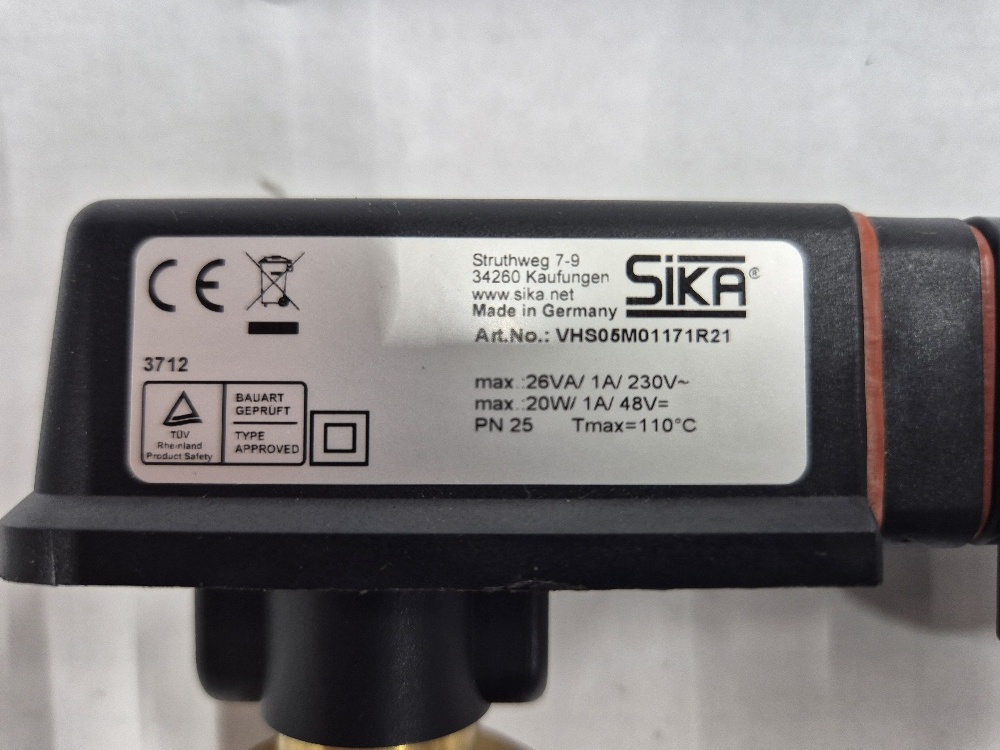 CE
Struthweg 7-9
34260 Kaufungen
www.sika.net
Made in Germany
SiKA®
Art.No.: VHS05M01171R21
3712
max.:26VA/ 1A/ 230V~
max.:20W/ 1A/ 48V=
PN 25 Tmax=110°C
TÜV
Rheinland
Product Safety
BAUART
GEPRÜFT
TYPE
APPROVED